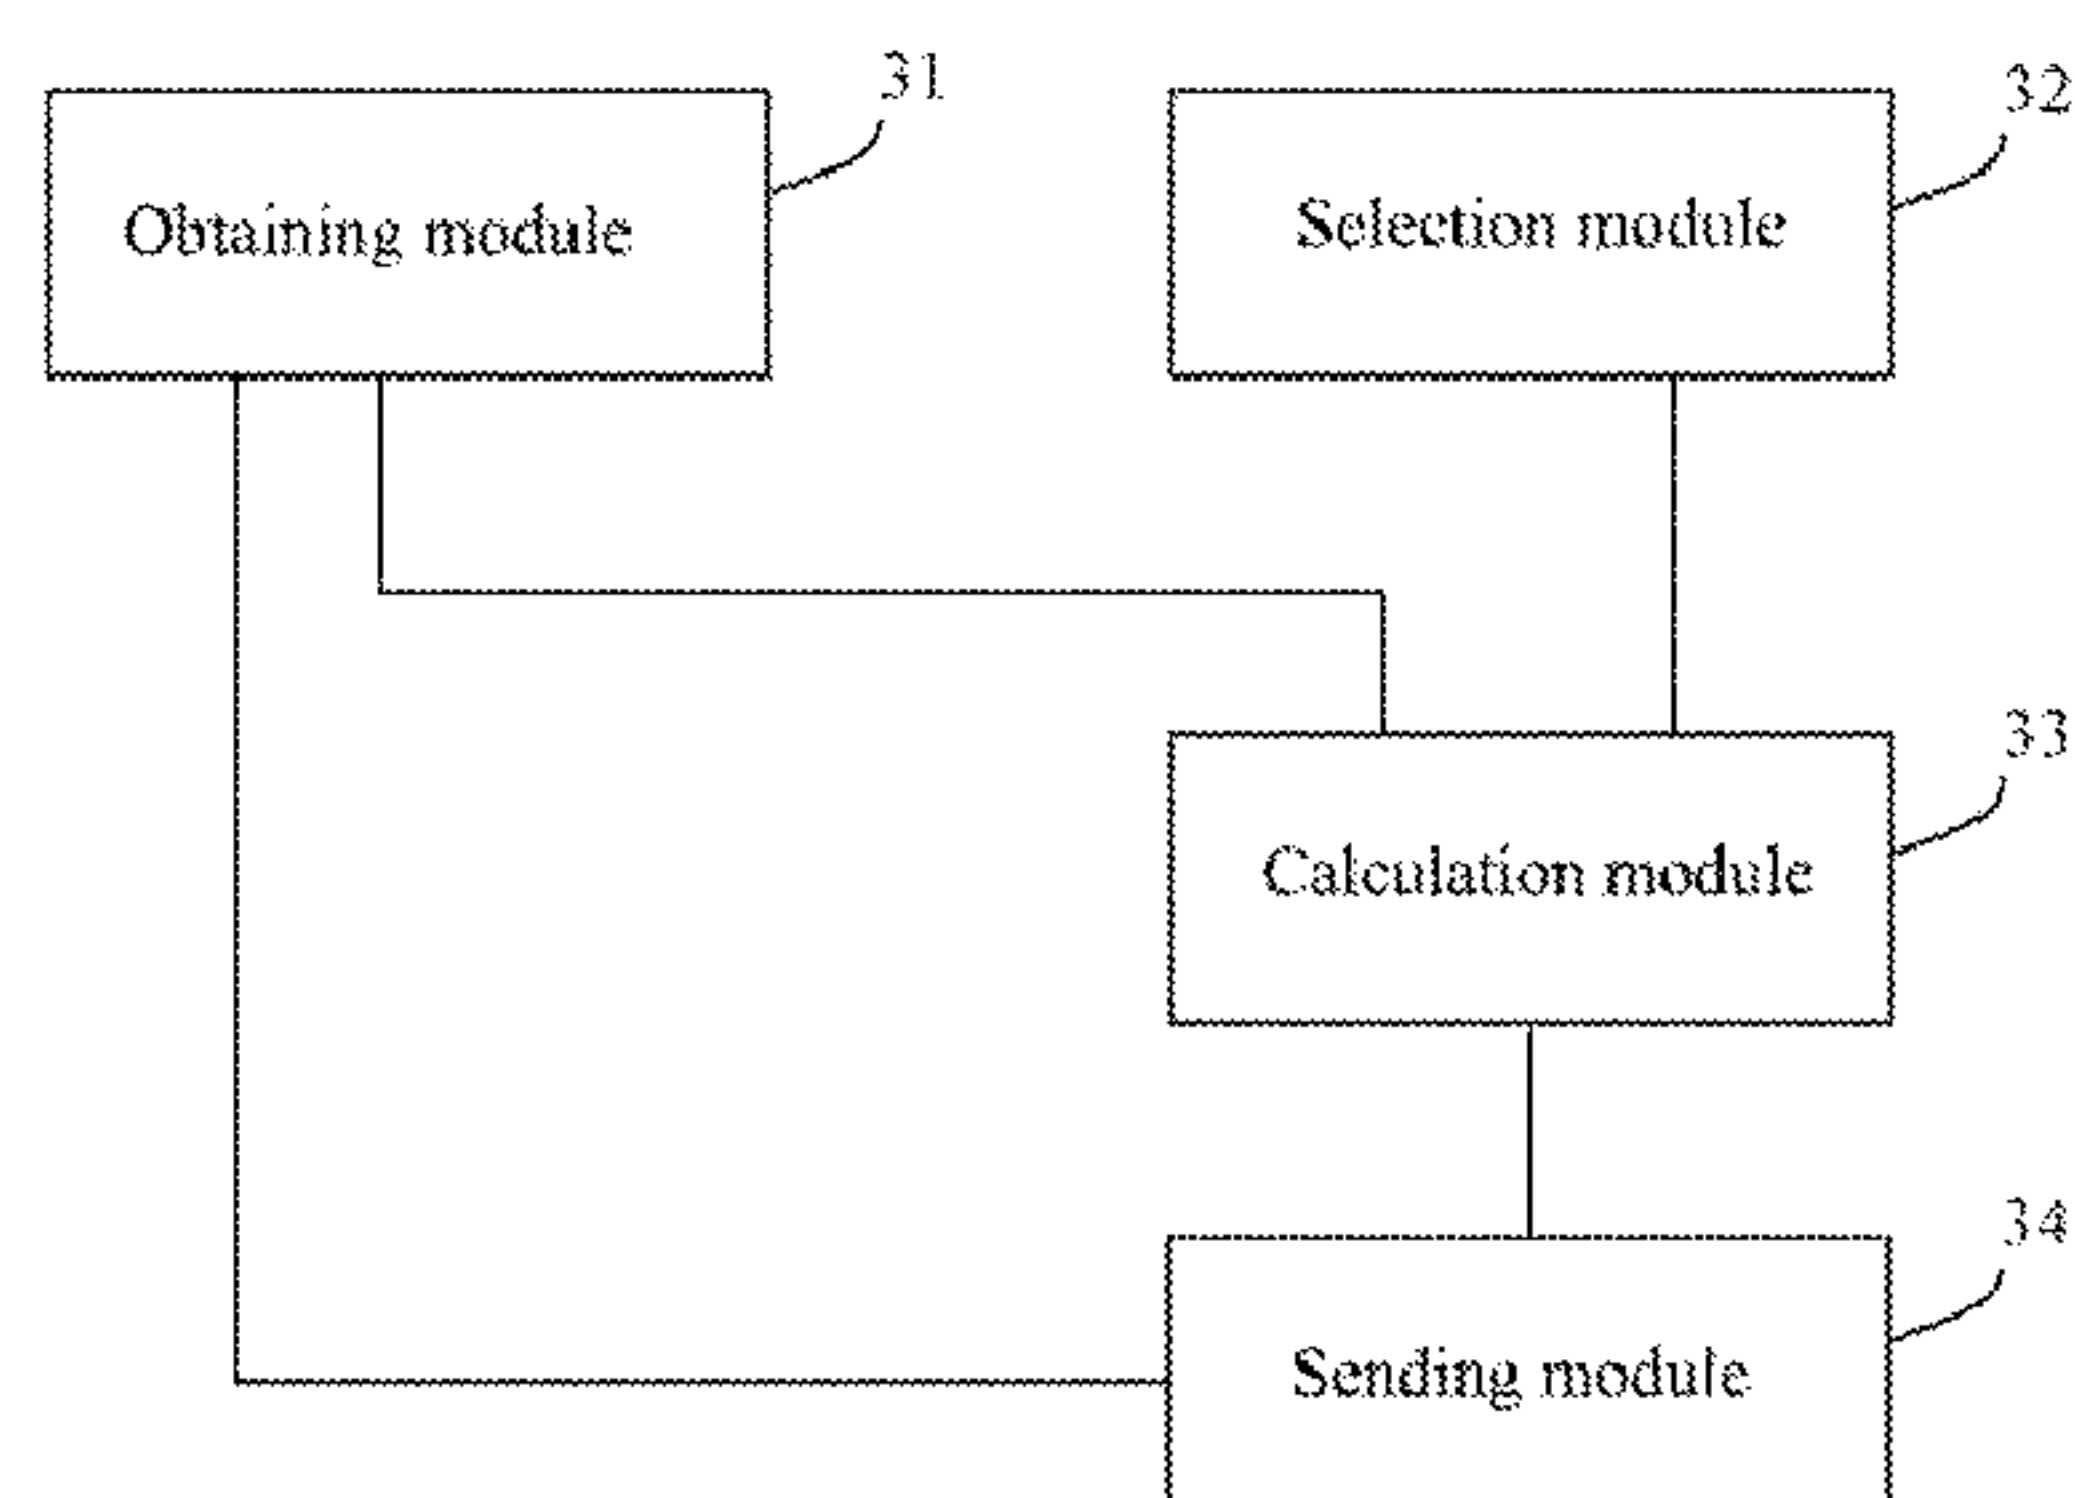 31
32
Obtaining module
Selection module
33
Calculation module
34
Sending module